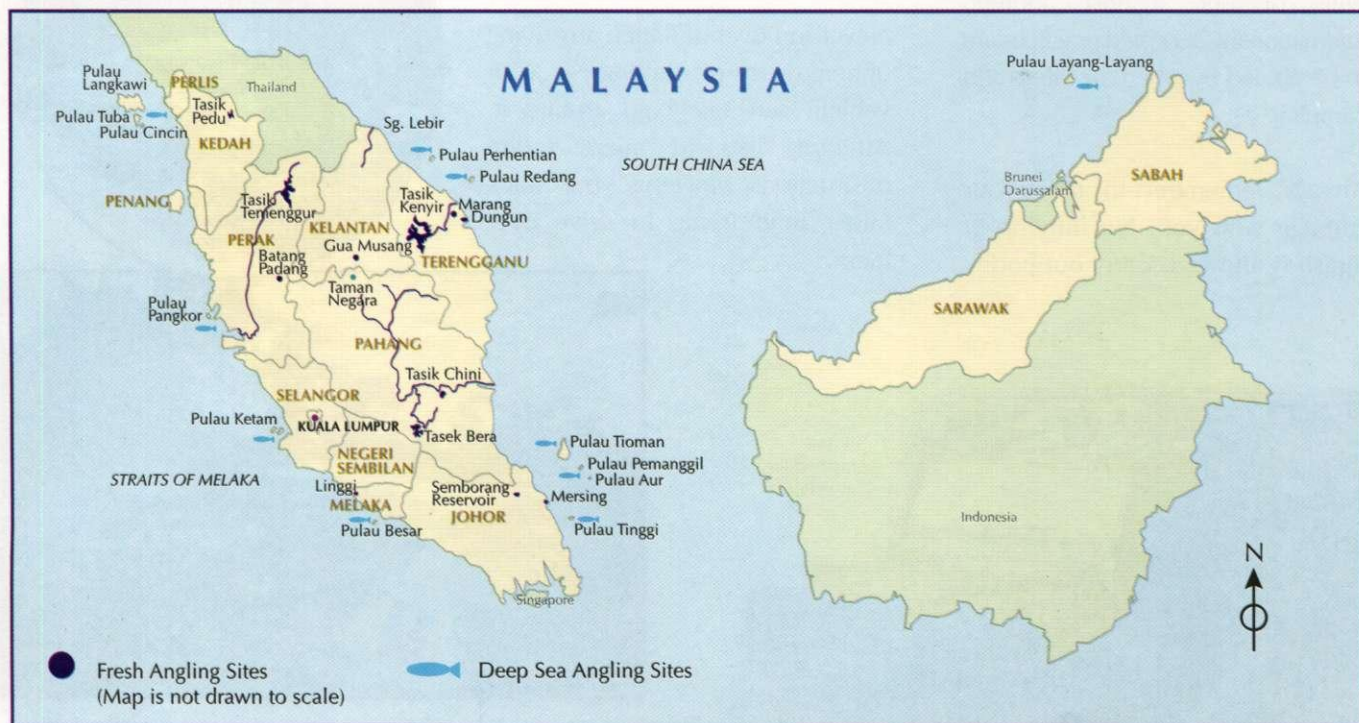 MALAYSIA
Pulau
Langkawi
PERLIS
Thailand
Tasik
Pedu
Pulau Tuba
Pulau Cincin
KEDAH
Sg. Lebir
Pulau Perhentian
Pulau Redang
SOUTH CHINA SEA
Pulau Layang-Layang
PENANG
Tasik
Temenggur
Tasik
Kenyir
Marang
Dungun
KELANTAN
PERAK
Gua Musang
TERENGGANU
Batang
Padang
Taman
Negara
Brunei
Darussalam
SABAH
Pulau
Pangkor
PAHANG
SARAWAK
Tasik Chini
SELANGOR
Pulau Ketam
KUALA LUMPUR
Tasek Bera
Pulau Tioman
NEGERI
SEMBILAN
Pulau Pemanggil
Pulau Aur
STRAITS OF MELAKA
Linggi
Semborang
Reservoir
Mersing
MELAKA
JOHOR
Pulau Besar
Pulau Tinggi
Indonesia
Singapore
N
Fresh Angling Sites
(Map is not drawn to scale)
Deep Sea Angling Sites